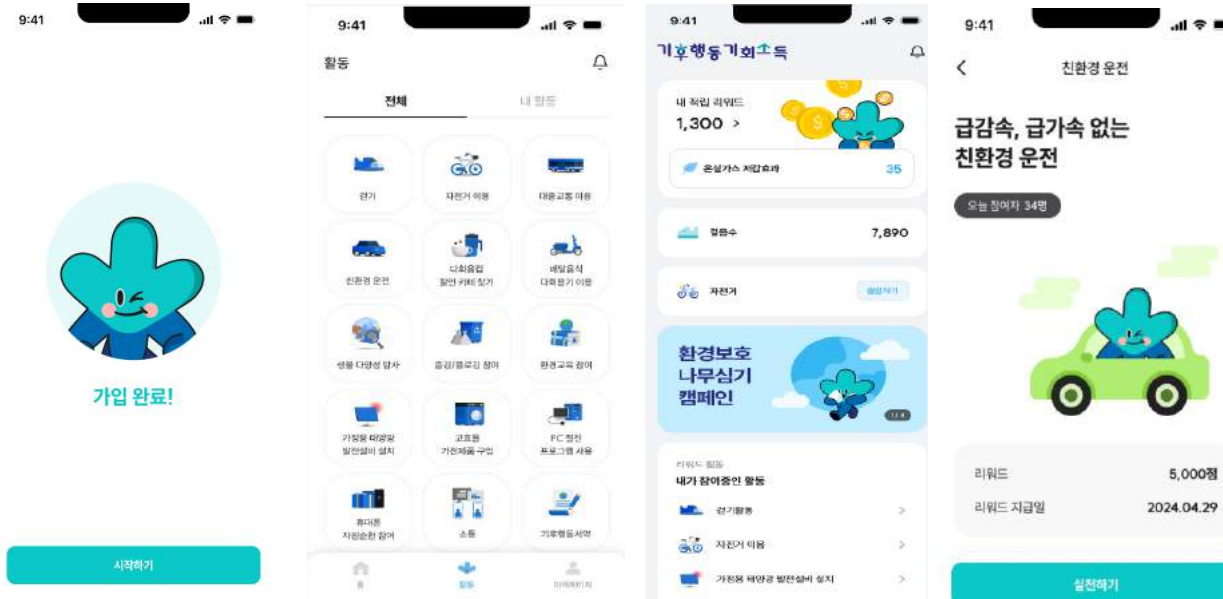 9:41
가입 완료!
시작하기
9:41
활동
전체
내 활동
걷기
자전거 이용
대중교통 이용
친환경 운전
다회용컵
할인 카페 찾기
배달음식
다회용기 이용
생물 다양성 탐사
줍깅/플로깅 참여
환경교육 참여
가정용 태양광
발전설비 설치
고효율
가전제품 구입
PC 절전
프로그램 사용
휴대폰
자원순환 참여
소통
기후행동서약
홈
활동
마이페이지
9:41
기후행동기회소득
내 적립 리워드
1,300 >
온실가스 저감효과
35
걸음수
7,890
자전거
환경보호
나무심기
캠페인
1 / 4
리워드 활동
내가 참여중인 활동
걷기활동
자전거 이용
가정용 태양광 발전설비 설치
9:41
친환경 운전
급감속, 급가속 없는
친환경 운전
오늘 참여자 34명
리워드
5,000점
리워드 지급일
2024.04.29
실천하기